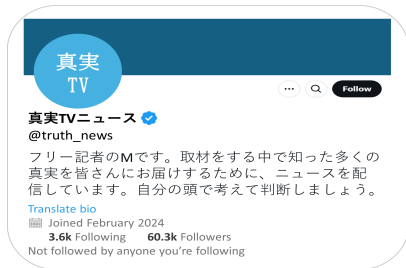 真実
TV
Follow
真実TVニュース
@truth_news
フリー記者のMです。取材をする中で知った多くの
真実を皆さんにお届けするために、ニュースを配
信しています。自分の頭で考えて判断しましょう。
Translate bio
Joined February 2024
3.6k Following 60.3k Followers
Not followed by anyone you're following